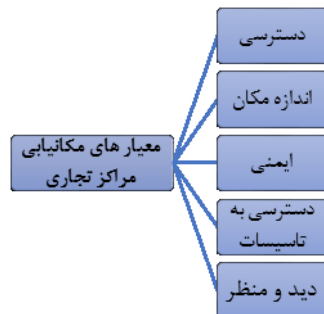 معیار های مکانیابی
مراکز تجاری
دسترسی
اندازه مکان
ایمنی
دسترسی به
تاسیسات
دید و منظر